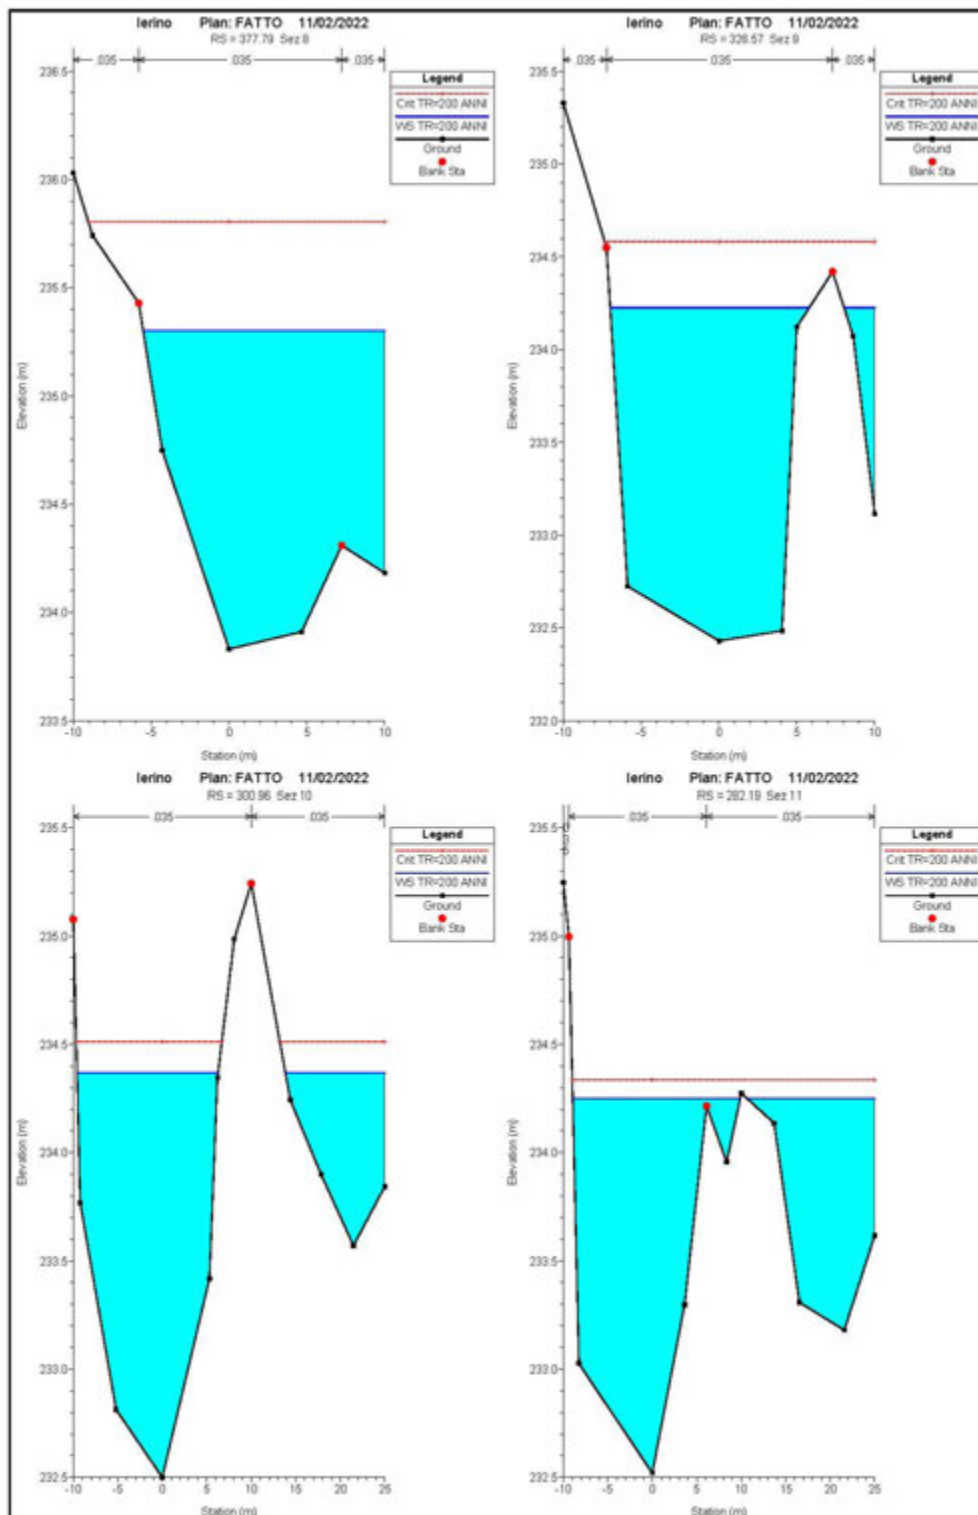 Ierino Plan: FATTO 11/02/2022
RS = 377.79 Sez 8
.035 .035 .035
Legend
Crit TR=200 ANNI
WS TR=200 ANNI
Ground
Bank Sta
236.5
236.0
235.5
235.0
234.5
234.0
233.5
Elevation (m)
-10 -5 0 5 10
Station (m)
Ierino Plan: FATTO 11/02/2022
RS = 326.57 Sez 9
.035 .035 .035
Legend
Crit TR=200 ANNI
WS TR=200 ANNI
Ground
Bank Sta
235.5
235.0
234.5
234.0
233.5
233.0
232.5
232.0
Elevation (m)
-10 -5 0 5 10
Station (m)
Ierino Plan: FATTO 11/02/2022
RS = 300.96 Sez 10
.035 .035
Legend
Crit TR=200 ANNI
WS TR=200 ANNI
Ground
Bank Sta
235.5
235.0
234.5
234.0
233.5
233.0
232.5
Elevation (m)
-10 -5 0 5 10 15 20 25
Station (m)
Ierino Plan: FATTO 11/02/2022
RS = 282.19 Sez 11
.035 .035
Legend
Crit TR=200 ANNI
WS TR=200 ANNI
Ground
Bank Sta
235.5
235.0
234.5
234.0
233.5
233.0
232.5
Elevation (m)
-10 -5 0 5 10 15 20 25
Station (m)